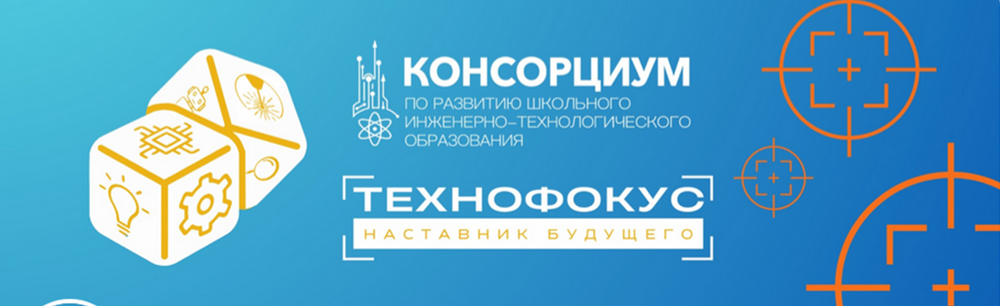 КОНСОРЦИУМ
ПО РАЗВИТИЮ ШКОЛЬНОГО
ИНЖЕНЕРНО-ТЕХНОЛОГИЧЕСКОГО
ОБРАЗОВАНИЯ
ТЕХНОФОКУС
НАСТАВНИК БУДУЩЕГО